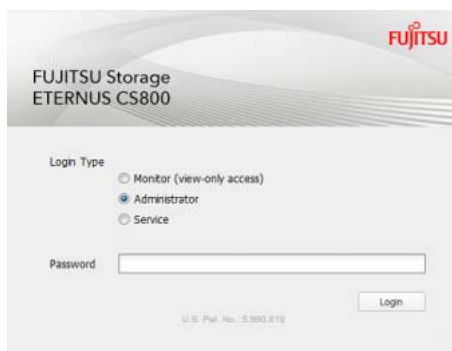 FUJITSU
FUJITSU Storage
ETERNUS CS800
Login Type
Monitor (view-only access)
Administrator
Service
Password
Login
U.S. Pat. No. 5,990,810